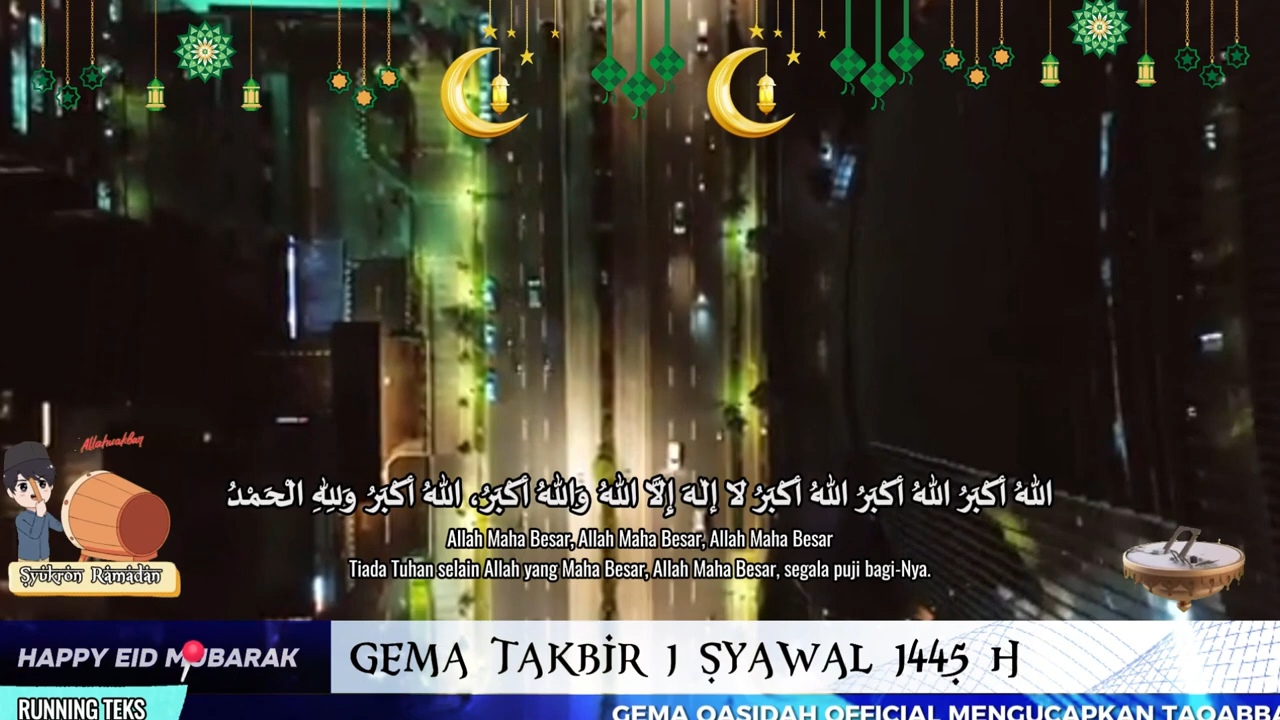 Allahuakbar
اللهُ أَكْبَرُ اللهُ أَكْبَرُ اللهُ أَكْبَرُ لَا إِلٰهَ إِلَّا اللهُ وَاللهُ أَكْبَرُ، اللهُ أَكْبَرُ وَلِلّٰهِ الْحَمْدُ
Allah Maha Besar, Allah Maha Besar, Allah Maha Besar
Tiada Tuhan selain Allah yang Maha Besar, Allah Maha Besar, segala puji bagi-Nya.
Syukron Ramadan
HAPPY EID MUBARAK
GEMA TAKBIR 1 SYAWAL 1445 H
RUNNING TEKS
GEMA QASIDAH OFFICIAL MENGUCAPKAN TAQABBA